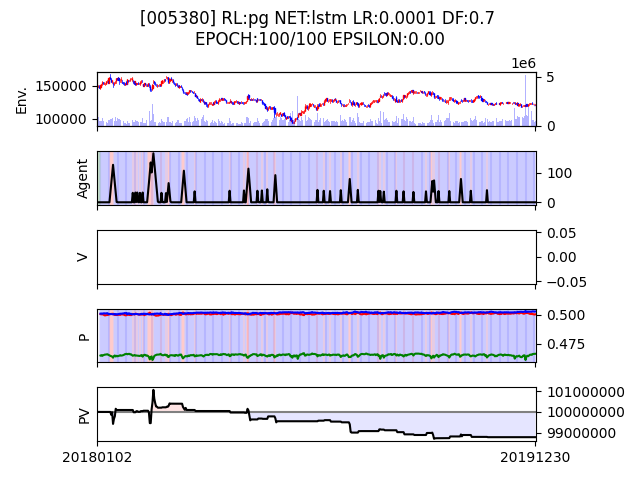 [005380] RL:pg NET:lstm LR:0.0001 DF:0.7
EPOCH:100/100 EPSILON:0.00
1e6
Env.
150000
100000
5
0
Agent
100
0
V
0.05
0.00
−0.05
P
0.500
0.475
PV
101000000
100000000
99000000
20180102
20191230